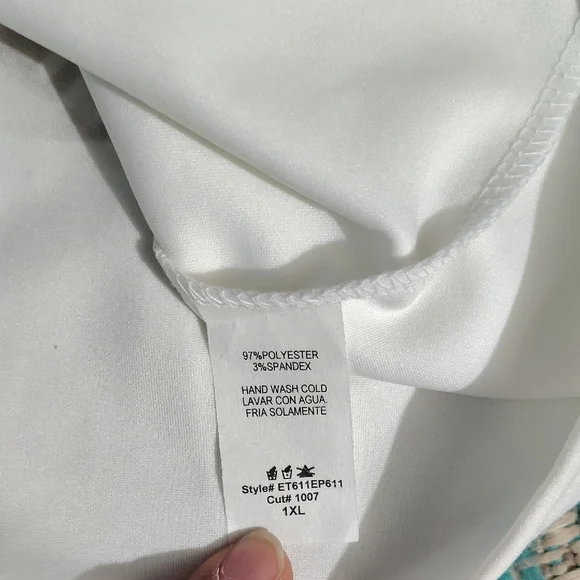 97%POLYESTER
3%SPANDEX
HAND WASH COLD
LAVAR CON AGUA.
FRIA SOLAMENTE
Style# ET611EP611
Cut# 1007
1XL